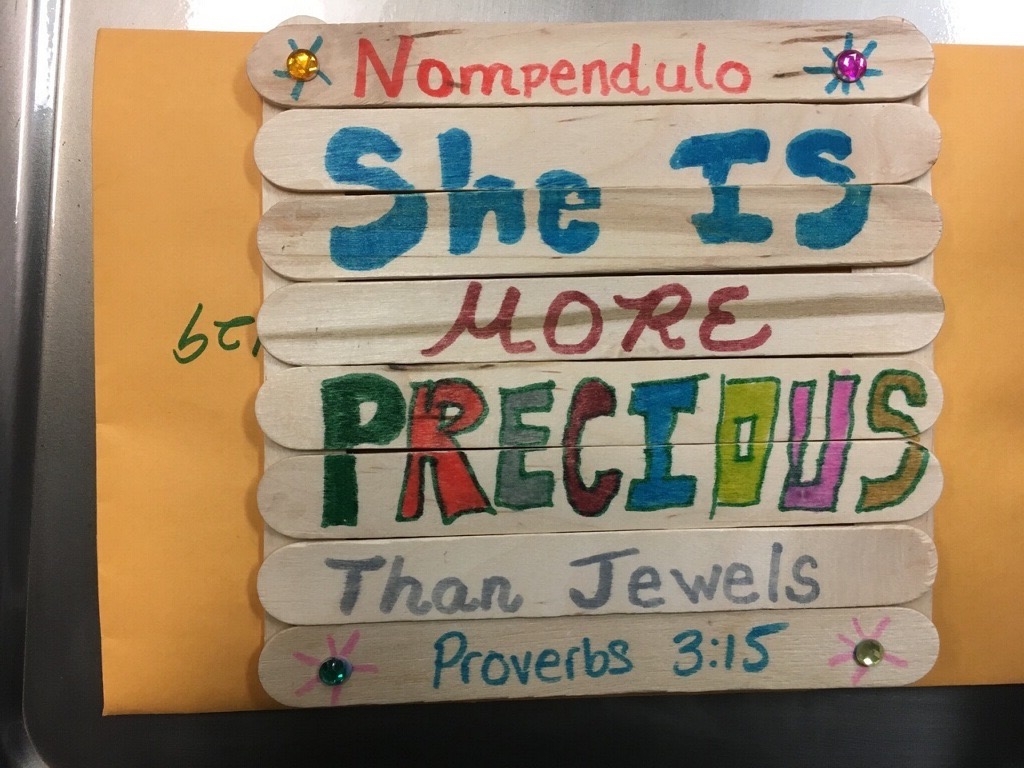 Nompendulo
She IS
MORE
PRECIOUS
Than Jewels
Proverbs 3:15